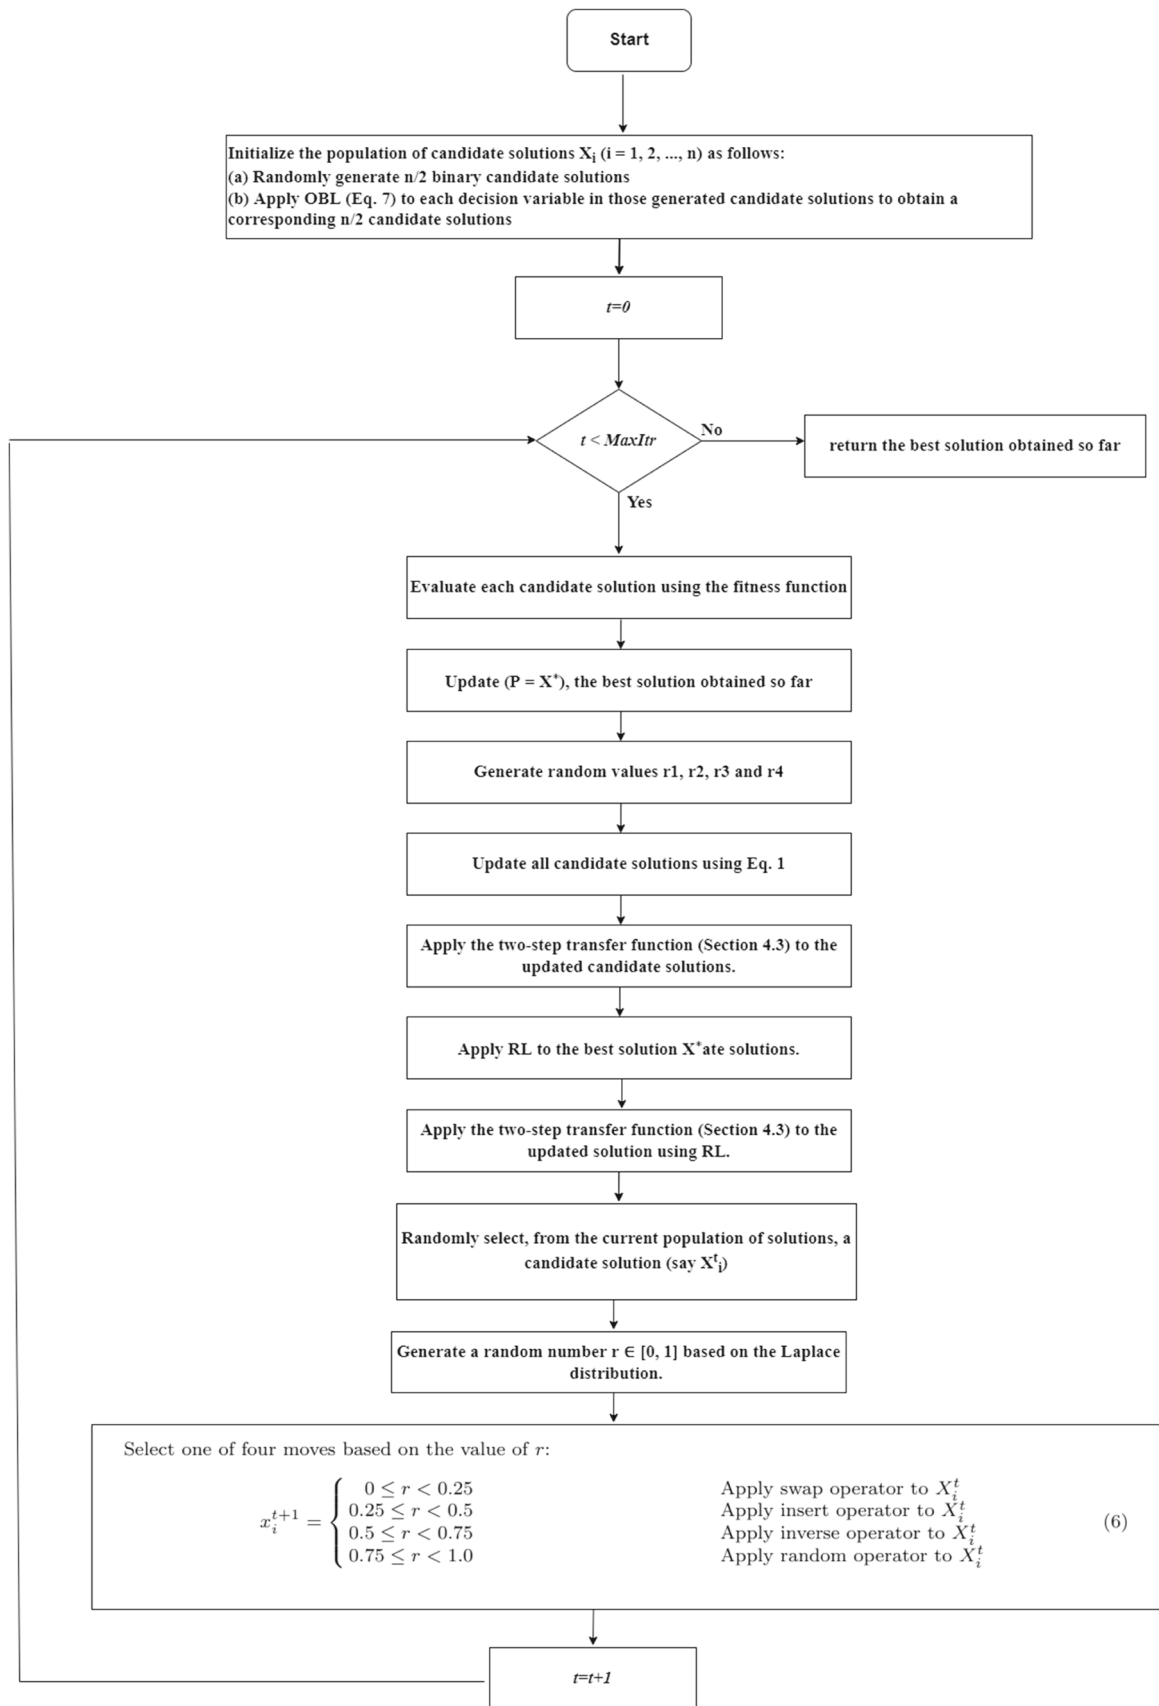 Start
Initialize the population of candidate solutions Xi (i = 1, 2, ..., n) as follows:
(a) Randomly generate n/2 binary candidate solutions
(b) Apply OBL (Eq. 7) to each decision variable in those generated candidate solutions to obtain a
corresponding n/2 candidate solutions
t=0
t < MaxItr
No
return the best solution obtained so far
Yes
Evaluate each candidate solution using the fitness function
Update (P = X*), the best solution obtained so far
Generate random values r1, r2, r3 and r4
Update all candidate solutions using Eq. 1
Apply the two-step transfer function (Section 4.3) to the
updated candidate solutions.
Apply RL to the best solution X*ate solutions.
Apply the two-step transfer function (Section 4.3) to the
updated solution using RL.
Randomly select, from the current population of solutions, a
candidate solution (say X^t_i)
Generate a random number r ∈ [0, 1] based on the Laplace
distribution.
Select one of four moves based on the value of r:
x_i^{t+1} = {
0 ≤ r < 0.25 Apply swap operator to X_i^t
0.25 ≤ r < 0.5 Apply insert operator to X_i^t
0.5 ≤ r < 0.75 Apply inverse operator to X_i^t
0.75 ≤ r < 1.0 Apply random operator to X_i^t
(6)
t=t+1